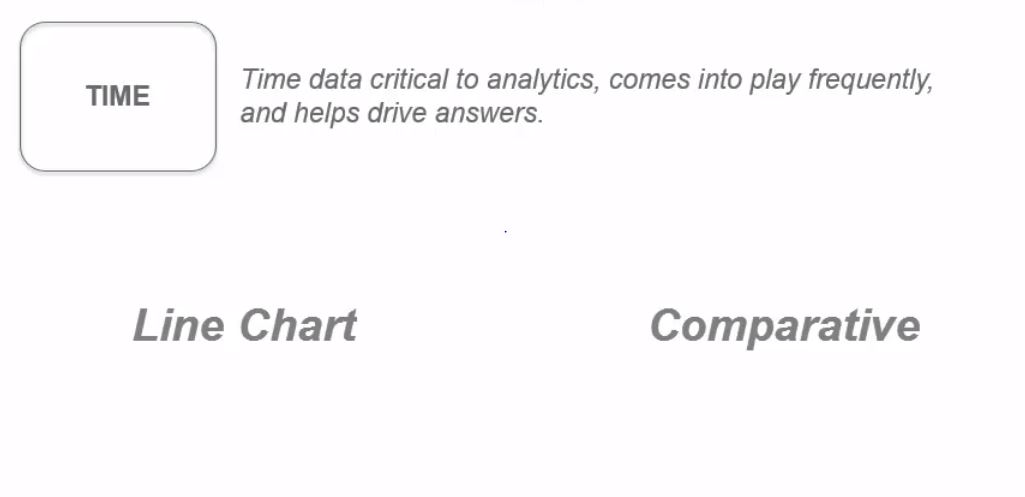 TIME
Time data critical to analytics, comes into play frequently,
and helps drive answers.
Line Chart
Comparative